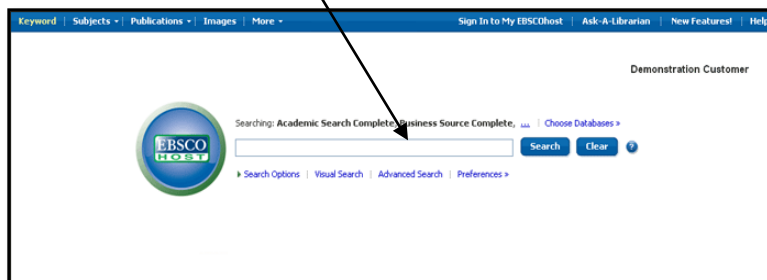 Keyword | Subjects | Publications | Images | More Sign In to My EBSCOhost | Ask-A-Librarian | New Features! | Help
Demonstration Customer
Searching: Academic Search Complete, Business Source Complete, ... | Choose Databases »
EBSCO
HOST
Search Clear ?
Search Options | Visual Search | Advanced Search | Preferences »